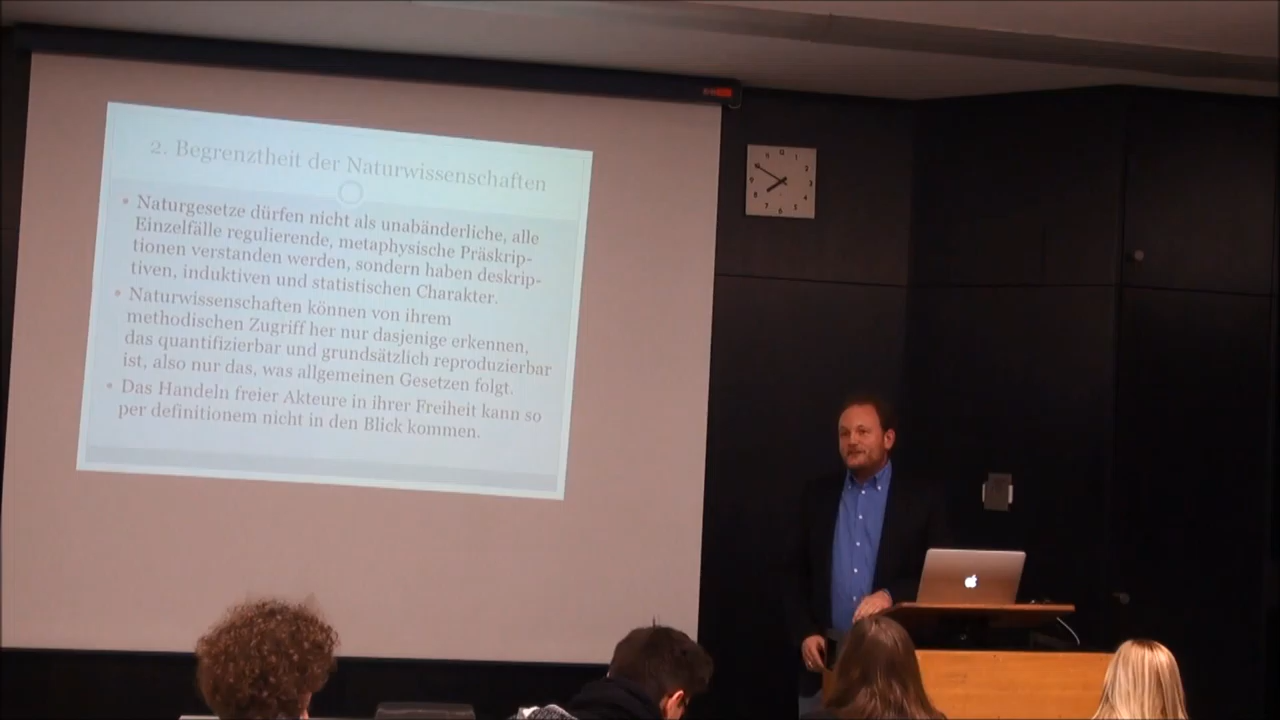 2. Begrenztheit der Naturwissenschaften
• Naturgesetze dürfen nicht als unabänderliche, alle
Einzelfälle regulierende, metaphysische Präskrip-
tionen verstanden werden, sondern haben deskrip-
tiven, induktiven und statistischen Charakter.
• Naturwissenschaften können von ihrem
methodischen Zugriff her nur dasjenige erkennen,
das quantifizierbar und grundsätzlich reproduzierbar
ist, also nur das, was allgemeinen Gesetzen folgt.
• Das Handeln freier Akteure in ihrer Freiheit kann so
per definitionem nicht in den Blick kommen.